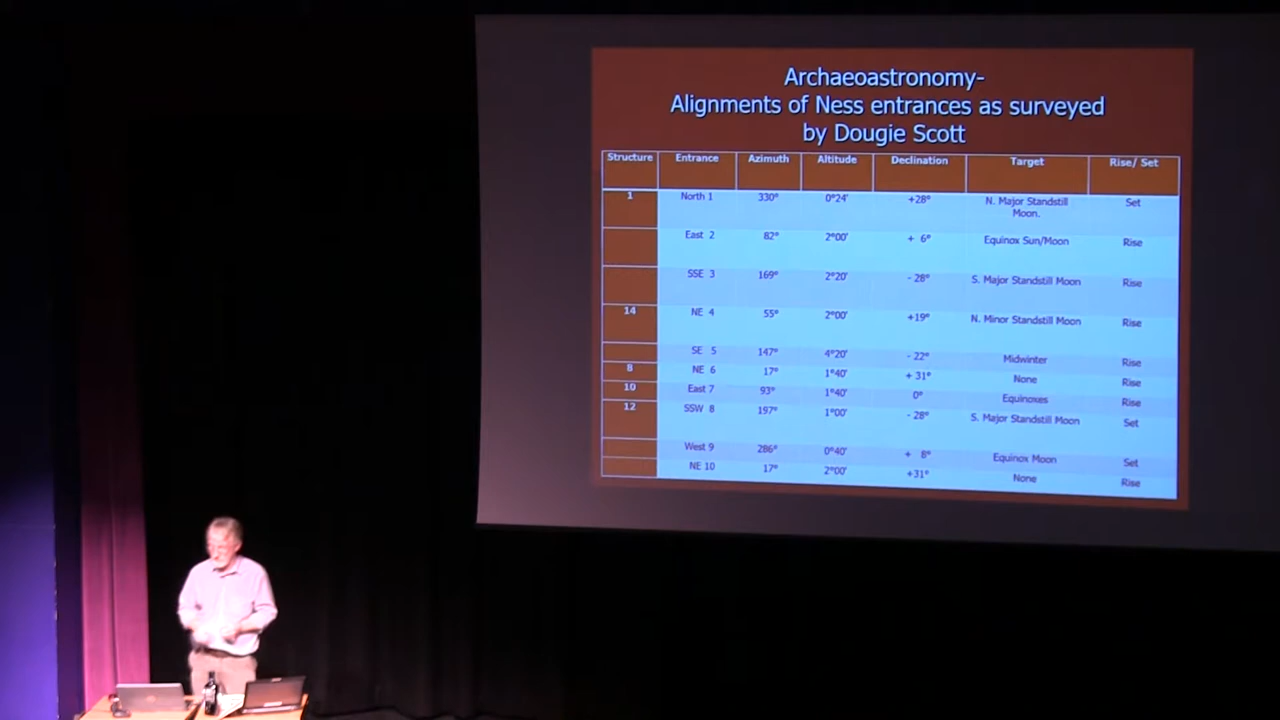 Archaeoastronomy-
Alignments of Ness entrances as surveyed
by Dougie Scott
Structure Entrance Azimuth Altitude Declination Target Rise/ Set
1 North 1 330° 0°24' +28° N. Major Standstill Moon. Set
East 2 82° 2°00' + 6° Equinox Sun/Moon Rise
SSE 3 169° 2°20' - 28° S. Major Standstill Moon Rise
14 NE 4 55° 2°00' +19° N. Minor Standstill Moon Rise
SE 5 147° 4°20' - 22° Midwinter Rise
8 NE 6 17° 1°40' + 31° None Rise
10 East 7 93° 1°40' 0° Equinoxes Rise
12 SSW 8 197° 1°00' - 28° S. Major Standstill Moon Set
West 9 286° 0°40' + 8° Equinox Moon Set
NE 10 17° 2°00' +31° None Rise